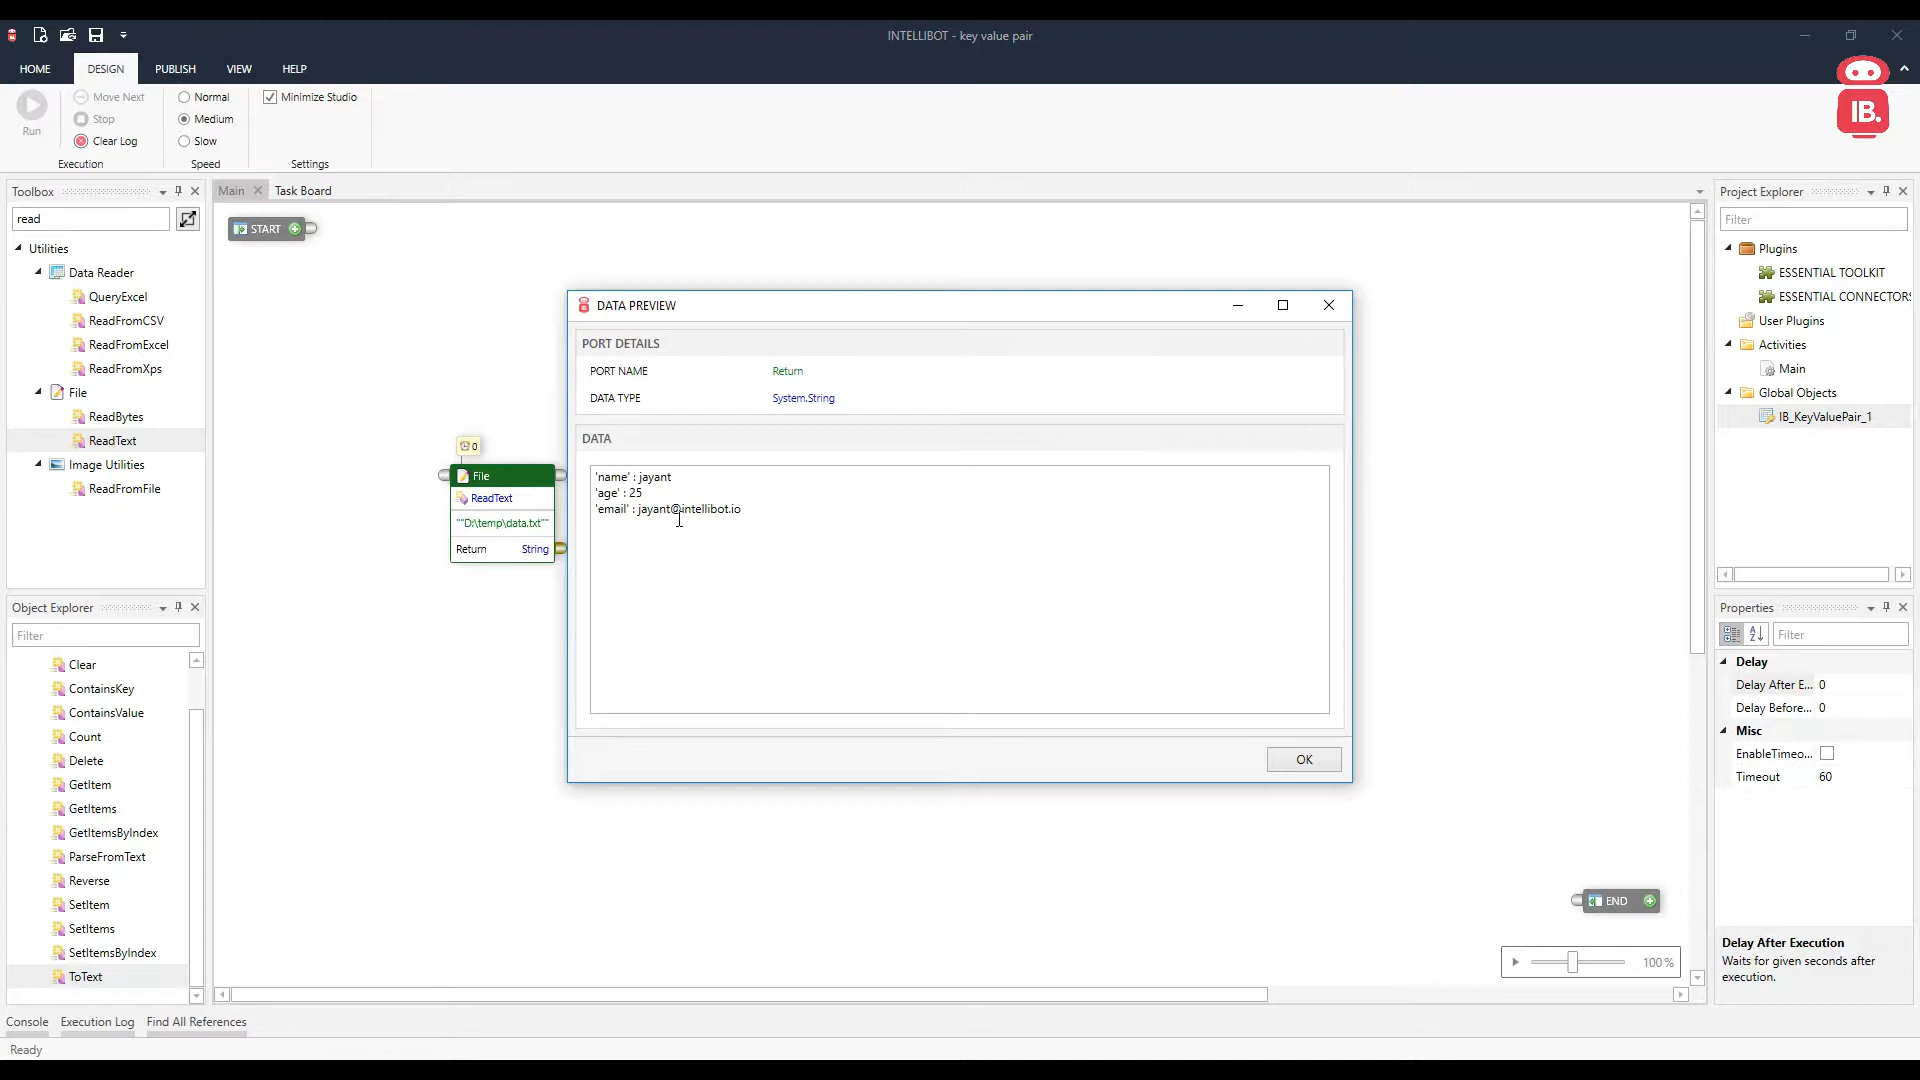 INTELLIBOT - key value pair
HOME DESIGN PUBLISH VIEW HELP
IB.
Run
Move Next
Stop
Clear Log
Execution
Normal
Medium
Slow
Speed
Minimize Studio
Settings
Toolbox
read
Utilities
Data Reader
QueryExcel
ReadFromCSV
ReadFromExcel
ReadFromXps
File
ReadBytes
ReadText
Image Utilities
ReadFromFile
Object Explorer
Filter
Clear
ContainsKey
ContainsValue
Count
Delete
GetItem
GetItems
GetItemsByIndex
ParseFromText
Reverse
SetItem
SetItems
SetItemsByIndex
ToText
Main Task Board
START
0
File
ReadText
""D:\temp\data.txt""
Return String
DATA PREVIEW
PORT DETAILS
PORT NAME Return
DATA TYPE System.String
DATA
'name' : jayant
'age' : 25
'email' : jayant@intellibot.io
OK
END
100 %
Project Explorer
Filter
Plugins
ESSENTIAL TOOLKIT
ESSENTIAL CONNECTORS
User Plugins
Activities
Main
Global Objects
IB_KeyValuePair_1
Properties
Filter
Delay
Delay After E... 0
Delay Before... 0
Misc
EnableTimeo...
Timeout 60
Delay After Execution
Waits for given seconds after
execution.
Console Execution Log Find All References
Ready